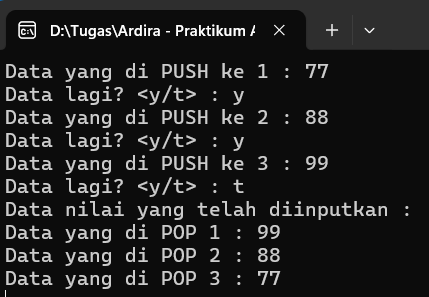 D:\Tugas\Ardira - Praktikum A
Data yang di PUSH ke 1 : 77
Data lagi? <y/t> : y
Data yang di PUSH ke 2 : 88
Data lagi? <y/t> : y
Data yang di PUSH ke 3 : 99
Data lagi? <y/t> : t
Data nilai yang telah diinputkan :
Data yang di POP 1 : 99
Data yang di POP 2 : 88
Data yang di POP 3 : 77